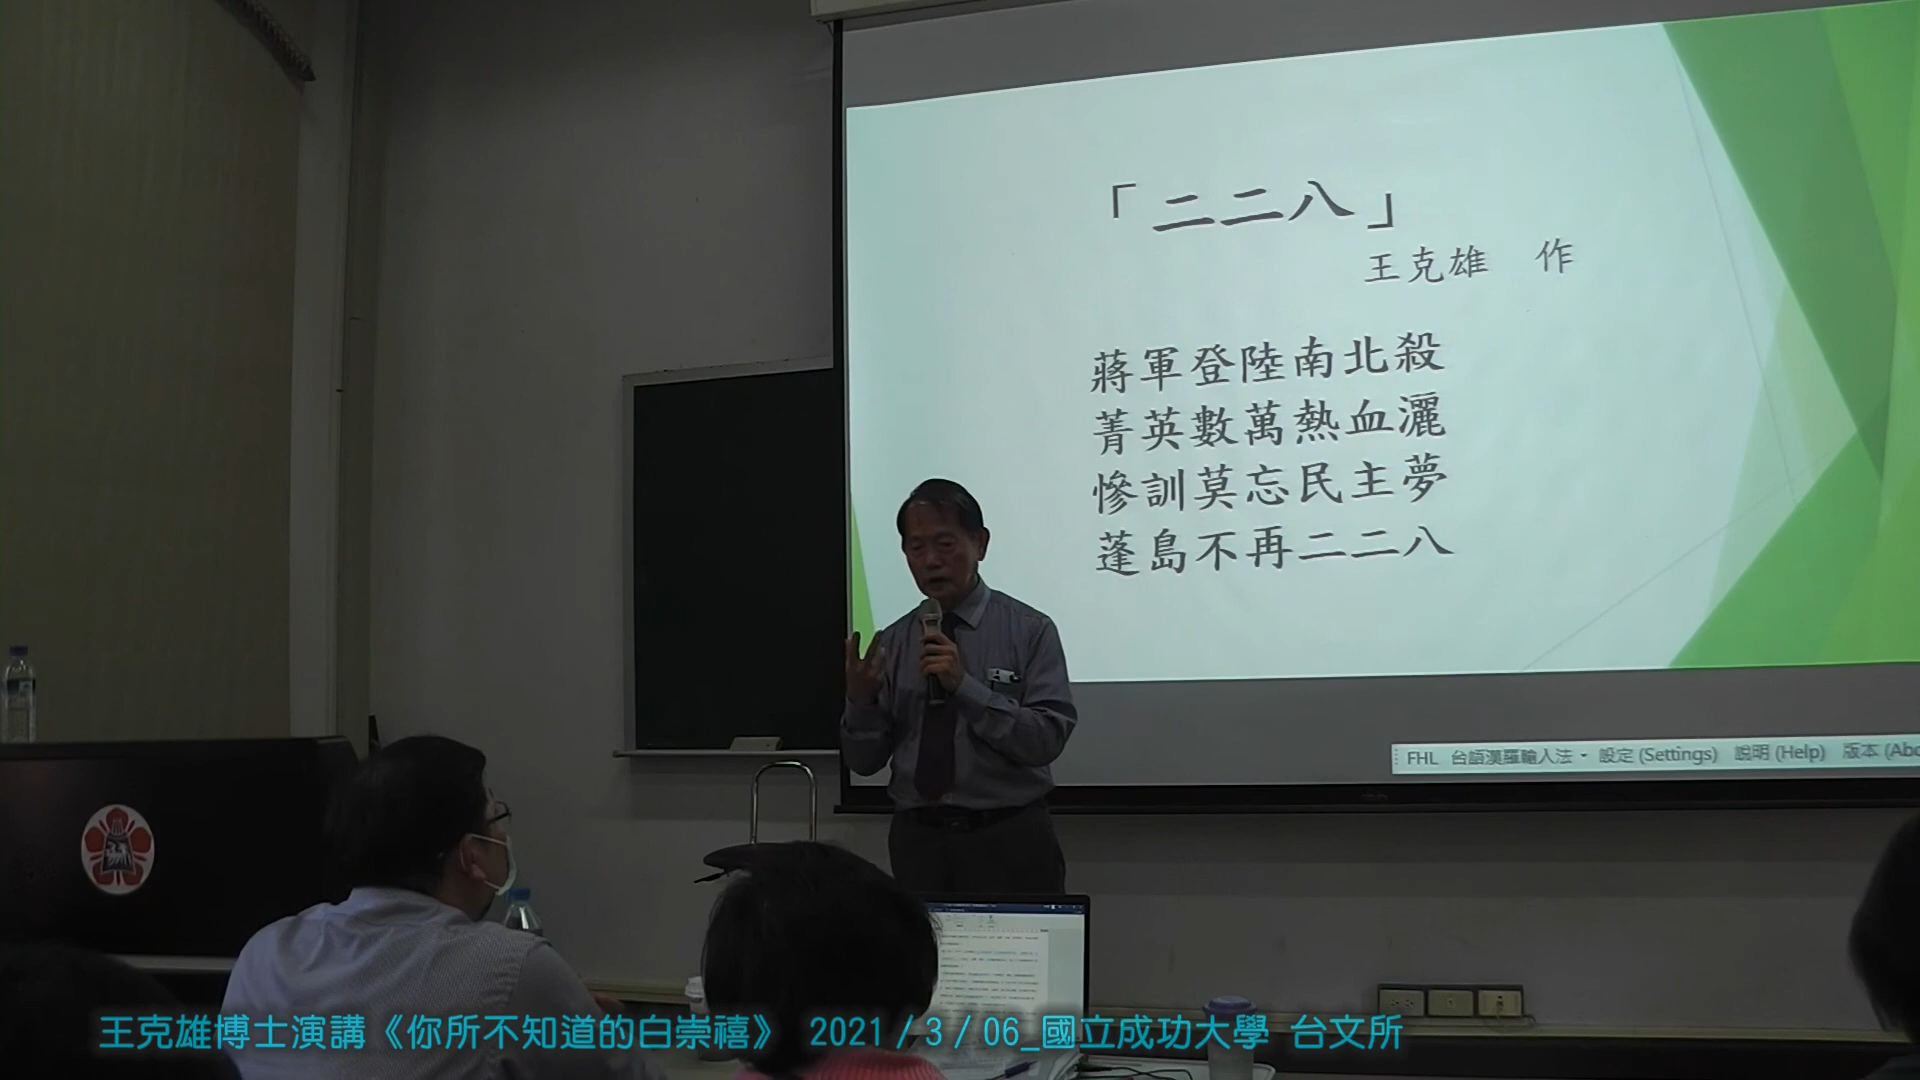 「二二八」
王克雄 作
蔣軍登陸南北殺
菁英數萬熱血灑
慘訓莫忘民主夢
蓬島不再二二八
FHL 台語漢羅輸入法 設定 (Settings) 說明 (Help) 版本 (Abo
王克雄博士演講《你所不知道的白崇禧》 2021 / 3 / 06_國立成功大學 台文所